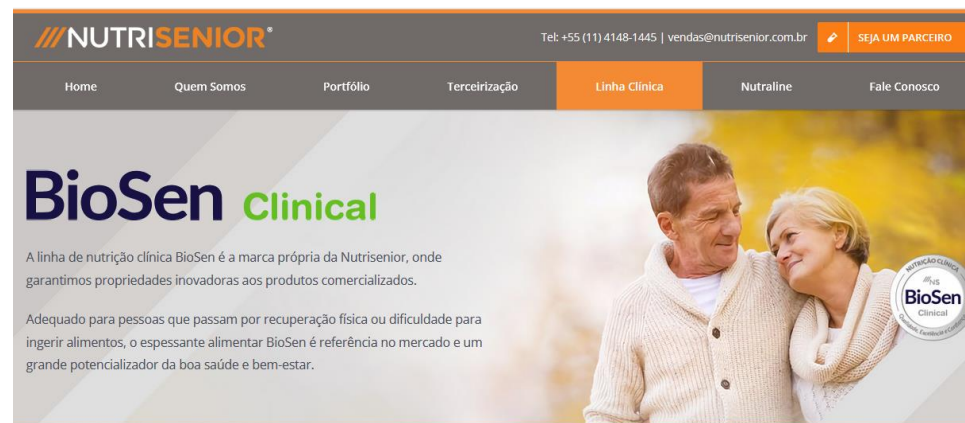 ///NUTRISENIOR®
Tel: +55 (11) 4148-1445 | vendas@nutrisenior.com.br
SEJA UM PARCEIRO
Home
Quem Somos
Portfólio
Terceirização
Linha Clínica
Nutraline
Fale Conosco
BioSen Clinical
A linha de nutrição clínica BioSen é a marca própria da Nutrisenior, onde
garantimos propriedades inovadoras aos produtos comercializados.
Adequado para pessoas que passam por recuperação física ou dificuldade para
ingerir alimentos, o espessante alimentar BioSen é referência no mercado e um
grande potencializador da boa saúde e bem-estar.
NUTRIÇÃO CLÍNICA
///NS
BioSen
Clinical